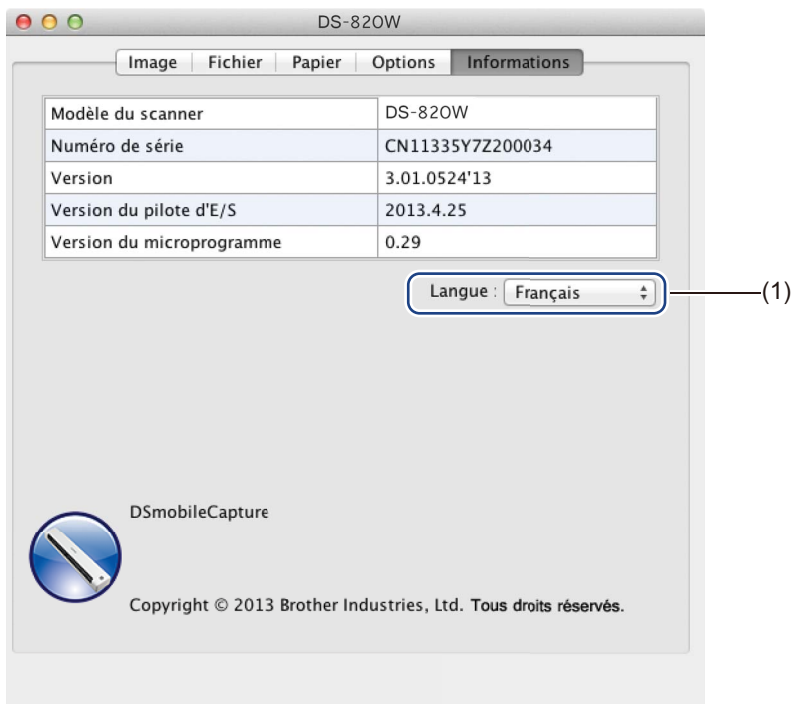 DS-820W
Image Fichier Papier Options Informations
Modèle du scanner DS-820W
Numéro de série CN11335Y7Z200034
Version 3.01.0524'13
Version du pilote d'E/S 2013.4.25
Version du microprogramme 0.29
Langue : Français (1)
DSmobileCapture
Copyright © 2013 Brother Industries, Ltd. Tous droits réservés.